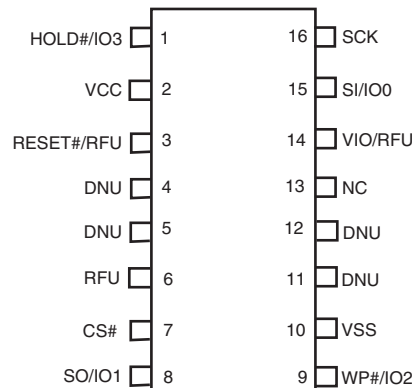 HOLD#/IO3 1 16 SCK
VCC 2 15 SI/IO0
RESET#/RFU 3 14 VIO/RFU
DNU 4 13 NC
DNU 5 12 DNU
RFU 6 11 DNU
CS# 7 10 VSS
SO/IO1 8 9 WP#/IO2